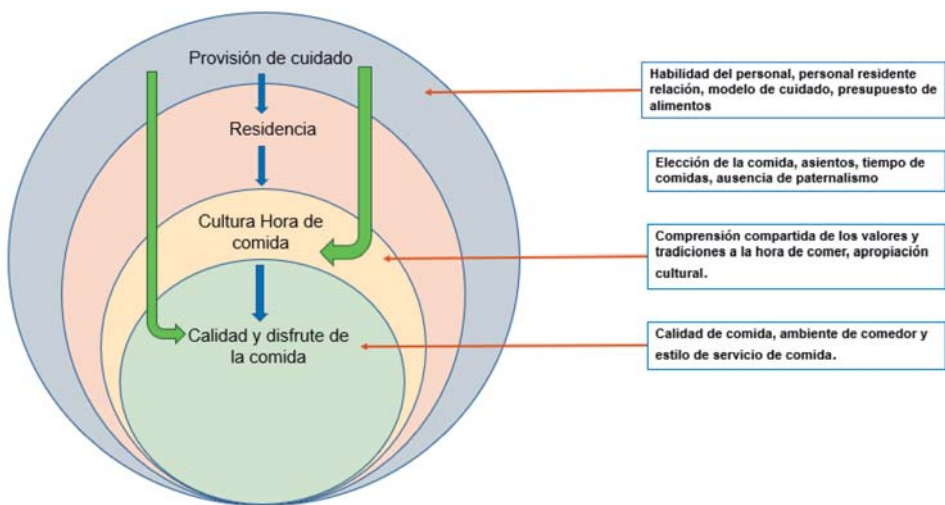 Provisión de cuidado
Residencia
Cultura Hora de
comida
Calidad y disfrute de
la comida
Habilidad del personal, personal residente
relación, modelo de cuidado, presupuesto de
alimentos
Elección de la comida, asientos, tiempo de
comidas, ausencia de paternalismo
Comprensión compartida de los valores y
tradiciones a la hora de comer, apropiación
cultural.
Calidad de comida, ambiente de comedor y
estilo de servicio de comida.